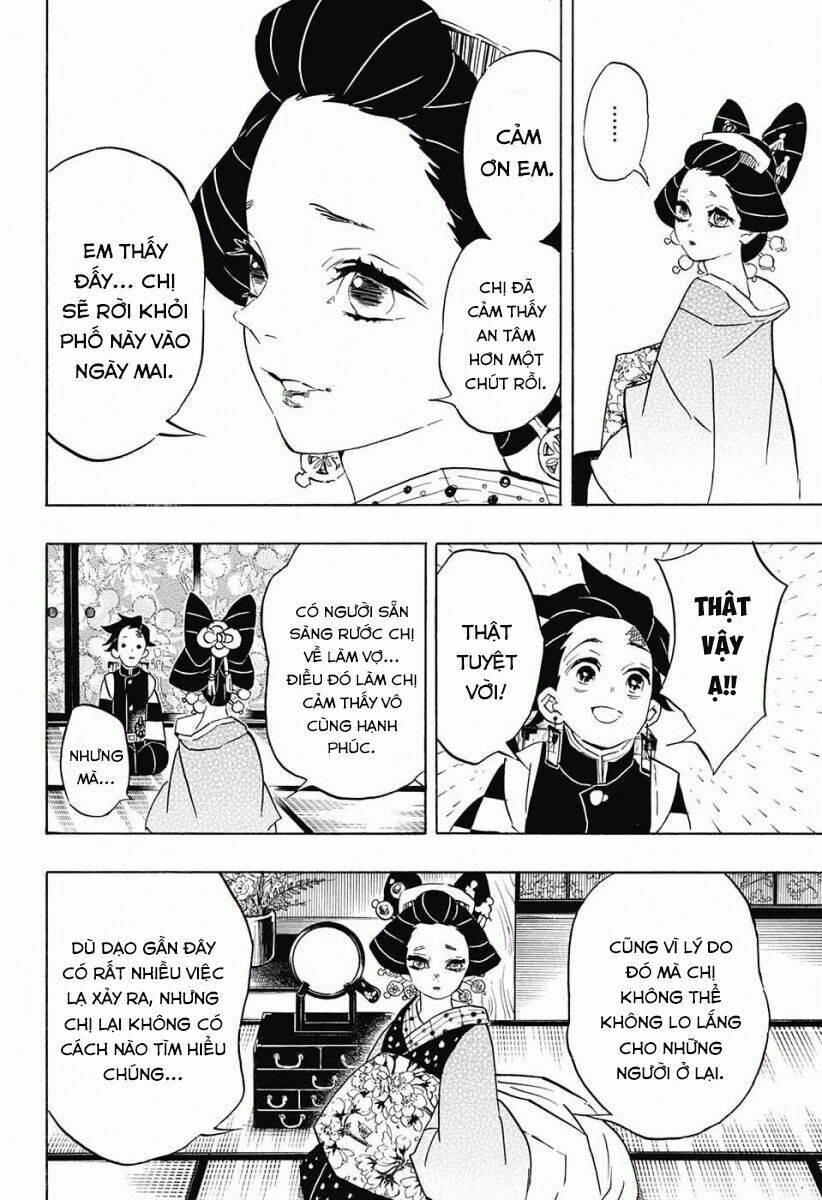 ........
CẢM
ƠN EM.
CHỊ ĐÃ
CẢM THẤY
AN TÂM
HƠN MỘT
CHÚT RỒI.
EM THẤY
ĐẤY... CHỊ
SẼ RỜI KHỎI
PHỐ NÀY VÀO
NGÀY MAI.
THẬT
VẬY
Ạ!!
THẬT
TUYỆT
VỜI!
CÓ NGƯỜI SẴN
SÀNG RƯỚC CHỊ
VỀ LÀM VỢ...
ĐIỀU ĐÓ LÀM CHỊ
CẢM THẤY VÔ
CÙNG HẠNH
PHÚC.
NHƯNG
MÀ...
CŨNG VÌ LÝ DO
ĐÓ MÀ CHỊ
KHÔNG THỂ
KHÔNG LO LẮNG
CHO NHỮNG
NGƯỜI Ở LẠI.
DÙ DẠO GẦN ĐÂY
CÓ RẤT NHIỀU VIỆC
LẠ XẢY RA, NHƯNG
CHỊ LẠI KHÔNG CÓ
CÁCH NÀO TÌM HIỂU
CHÚNG...